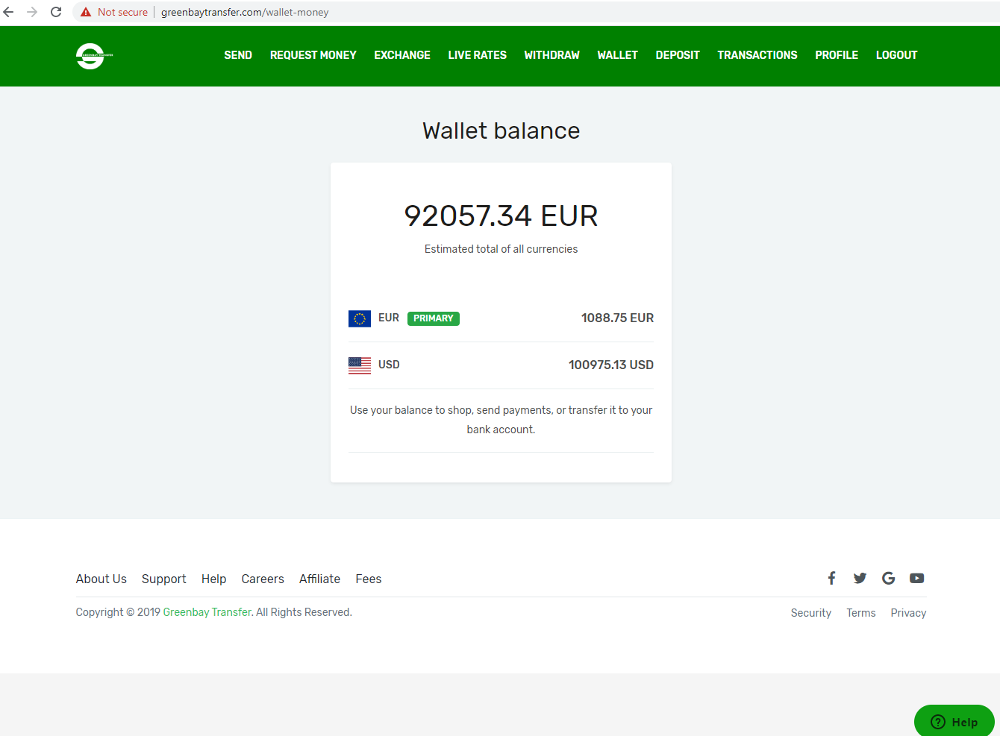 Not secure greenbaytransfer.com/wallet-money
GREENBAY TRANSFER
SEND REQUEST MONEY EXCHANGE LIVE RATES WITHDRAW WALLET DEPOSIT TRANSACTIONS PROFILE LOGOUT
Wallet balance
92057.34 EUR
Estimated total of all currencies
EUR PRIMARY 1088.75 EUR
USD 100975.13 USD
Use your balance to shop, send payments, or transfer it to your
bank account.
About Us Support Help Careers Affiliate Fees
Copyright © 2019 Greenbay Transfer. All Rights Reserved.
Security Terms Privacy
Help